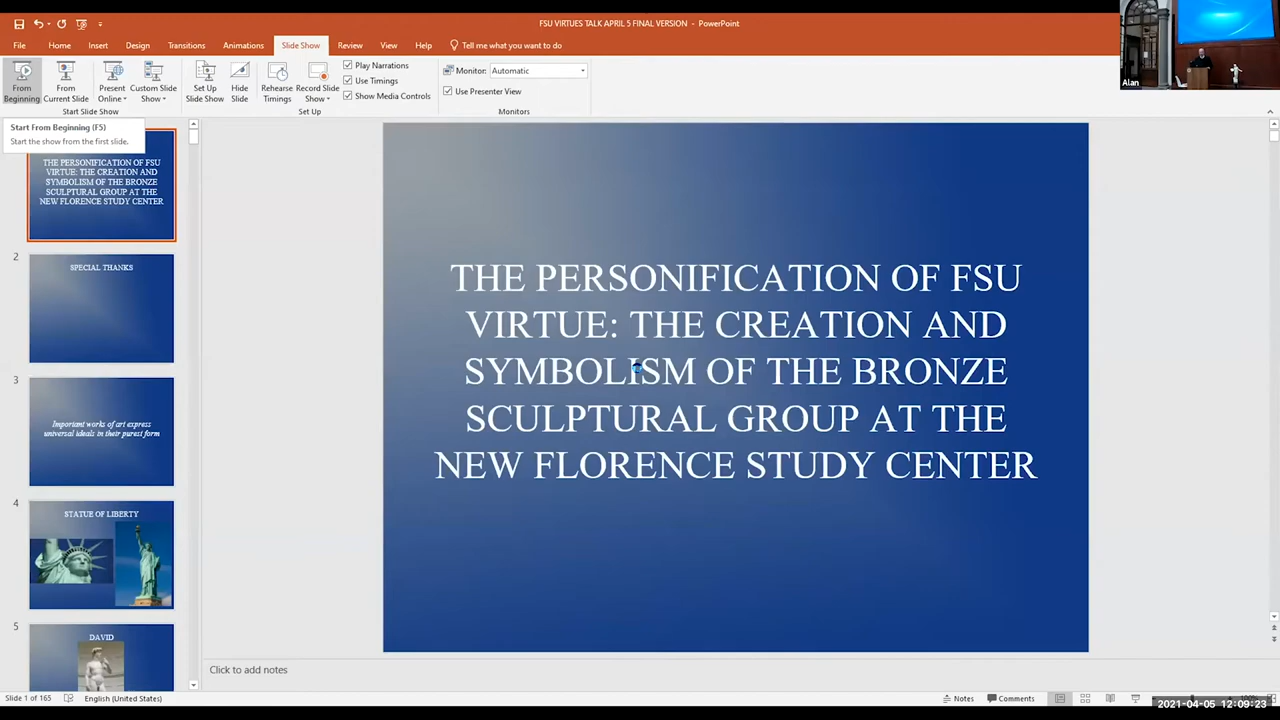 FSU VIRTUES TALK APRIL 5 FINAL VERSION - PowerPoint
File Home Insert Design Transitions Animations Slide Show Review View Help Tell me what you want to do
From Beginning
From Current Slide
Present Online
Custom Slide Show
Start Slide Show
Set Up Slide Show
Hide Slide
Rehearse Timings
Record Slide Show
Play Narrations
Use Timings
Show Media Controls
Set Up
Monitor: Automatic
Use Presenter View
Monitors
Alan
Start From Beginning (F5)
Start the show from the first slide.
THE PERSONIFICATION OF FSU
VIRTUE: THE CREATION AND
SYMBOLISM OF THE BRONZE
SCULPTURAL GROUP AT THE
NEW FLORENCE STUDY CENTER
2
SPECIAL THANKS
3
Important works of art express
universal ideals in their purest form
4
STATUE OF LIBERTY
5
DAVID
THE PERSONIFICATION OF FSU
VIRTUE: THE CREATION AND
SYMBOLISM OF THE BRONZE
SCULPTURAL GROUP AT THE
NEW FLORENCE STUDY CENTER
Click to add notes
Slide 1 of 165 English (United States) Notes Comments
2021-04-05 12:09:23